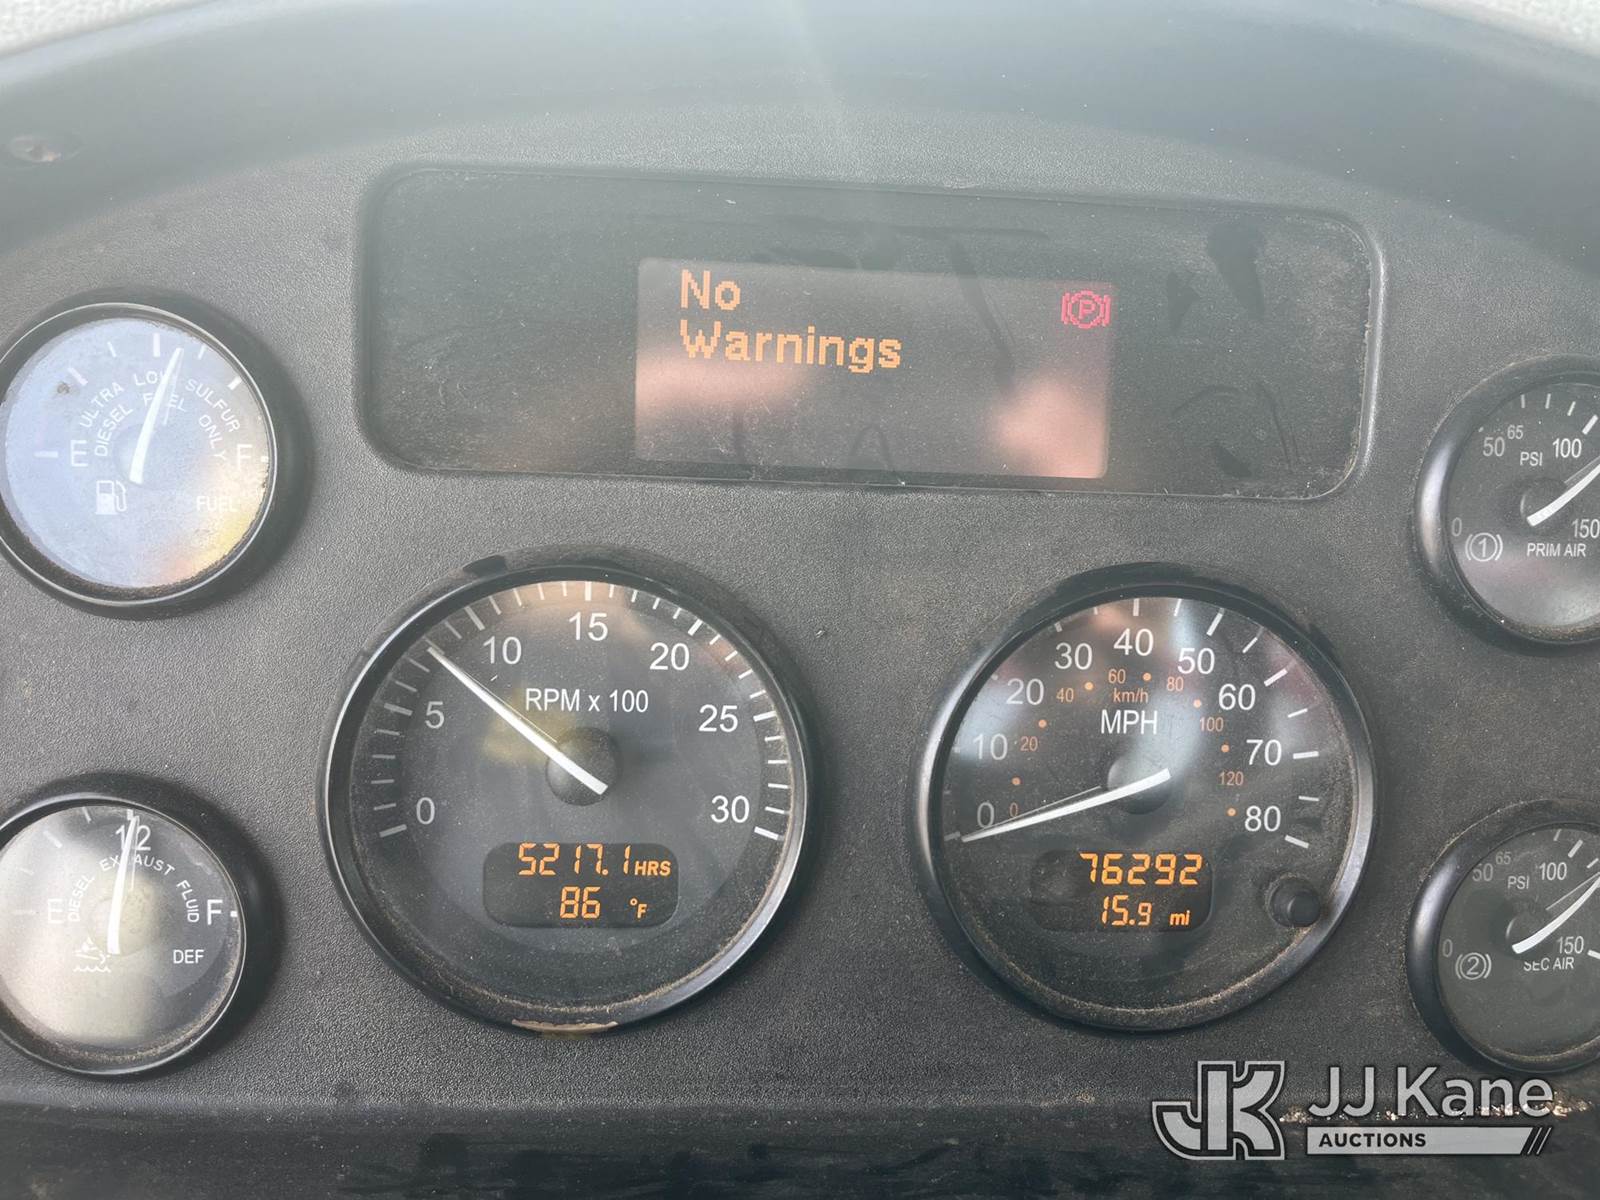 No
Warnings
P
ULTRA LOW SULFUR
DIESEL FUEL ONLY
E
F
FUEL
50 65 100
PSI
0
150
1
PRIM AIR
0 5 10 15 20 25 30
RPM x 100
5217.1 HRS
86 °F
0 10 20 30 40 50 60 70 80
0 20 40 60 80 100 120
km/h
MPH
76292
15.9 mi
1/2
DIESEL EXHAUST FLUID
E
F
DEF
50 65 100
PSI
0
150
2
SEC AIR
JK
JJ Kane
AUCTIONS